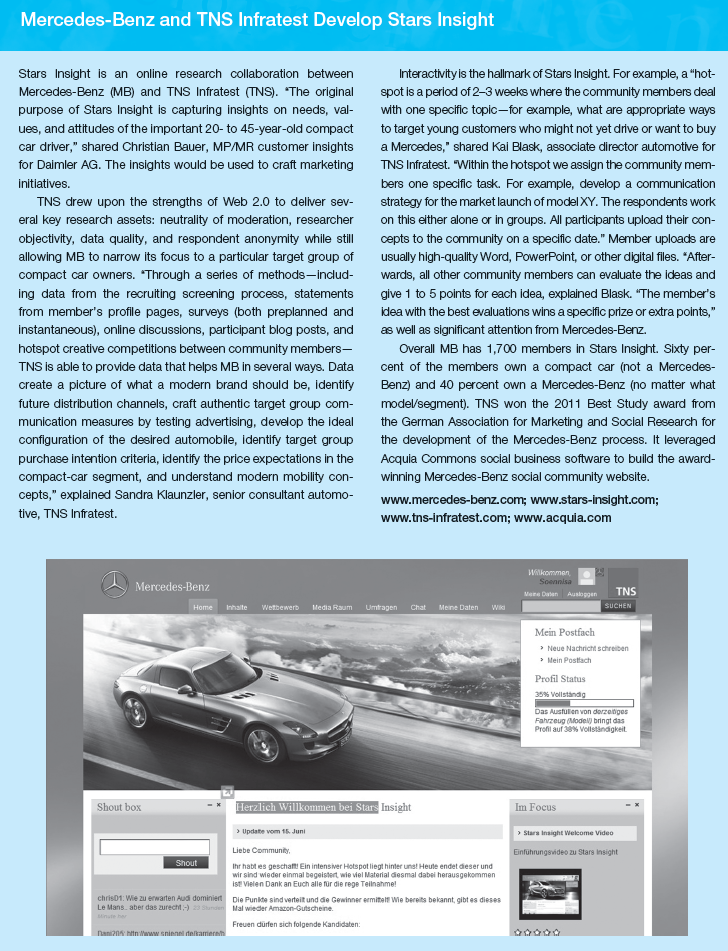 Mercedes-Benz and TNS Infratest Develop Stars Insight
Stars Insight is an online research collaboration between
Mercedes-Benz (MB) and TNS Infratest (TNS). “The original
purpose of Stars Insight is capturing insights on needs, val-
ues, and attitudes of the important 20- to 45-year-old compact
car driver,” shared Christian Bauer, MP/MR customer insights
for Daimler AG. The insights would be used to craft marketing
initiatives.
TNS drew upon the strengths of Web 2.0 to deliver sev-
eral key research assets: neutrality of moderation, researcher
objectivity, data quality, and respondent anonymity while still
allowing MB to narrow its focus to a particular target group of
compact car owners. “Through a series of methods—includ-
ing data from the recruiting screening process, statements
from member’s profile pages, surveys (both preplanned and
instantaneous), online discussions, participant blog posts, and
hotspot creative competitions between community members—
TNS is able to provide data that helps MB in several ways. Data
create a picture of what a modern brand should be, identify
future distribution channels, craft authentic target group com-
munication measures by testing advertising, develop the ideal
configuration of the desired automobile, identify target group
purchase intention criteria, identify the price expectations in the
compact-car segment, and understand modern mobility con-
cepts,” explained Sandra Klaunzler, senior consultant automo-
tive, TNS Infratest.
Interactivity is the hallmark of Stars Insight. For example, a “hot-
spot is a period of 2–3 weeks where the community members deal
with one specific topic—for example, what are appropriate ways
to target young customers who might not yet drive or want to buy
a Mercedes,” shared Kai Blask, associate director automotive for
TNS Infratest. “Within the hotspot we assign the community mem-
bers one specific task. For example, develop a communication
strategy for the market launch of model XY. The respondents work
on this either alone or in groups. All participants upload their con-
cepts to the community on a specific date.” Member uploads are
usually high-quality Word, PowerPoint, or other digital files. “After-
wards, all other community members can evaluate the ideas and
give 1 to 5 points for each idea, explained Blask. “The member’s
idea with the best evaluations wins a specific prize or extra points,”
as well as significant attention from Mercedes-Benz.
Overall MB has 1,700 members in Stars Insight. Sixty per-
cent of the members own a compact car (not a Mercedes-
Benz) and 40 percent own a Mercedes-Benz (no matter what
model/segment). TNS won the 2011 Best Study award from
the German Association for Marketing and Social Research for
the development of the Mercedes-Benz process. It leveraged
Acquia Commons social business software to build the award-
winning Mercedes-Benz social community website.
www.mercedes-benz.com; www.stars-insight.com;
www.tns-infratest.com; www.acquia.com
Mercedes-Benz
Willkommen,
Meine Daten Ausloggen
TNS
Home Inhalte Wettbewerb Media Raum Umfragen Chat Meine Daten Wiki
SUCHEN
Mein Postfach
› Neue Nachricht schreiben
› Mein Postfach
Profil Status
35% Vollständig
Das Ausfüllen von derzeitiges
Fahrzeug (Modell) bringt das
Profil auf 38% Vollständigkeit.
Shout box
Shout
chrisD1: Wie zu erwarten Audi dominiert
Le Mans.. aber das zurecht ;-)
Herzlich Willkommen bei Stars Insight
› Update vom 15. Juni
Liebe Community,
Ihr habt es geschafft! Ein intensiver Hotspot liegt hinter uns! Heute endet dieser und
wir sind wieder einmal begeistert, wie viel Material diesmal dabei herausgekommen
ist! Vielen Dank an Euch alle für die rege Teilnahme!
Die Punkte sind verteilt und die Gewinner ermittelt! Wie bereits bekannt, gibt es dieses
Mal wieder Amazon-Gutscheine.
Freuen dürfen sich folgende Kandidaten:
Im Focus
› Stars Insight Welcome Video
Einführungsvideo zu Stars Insight